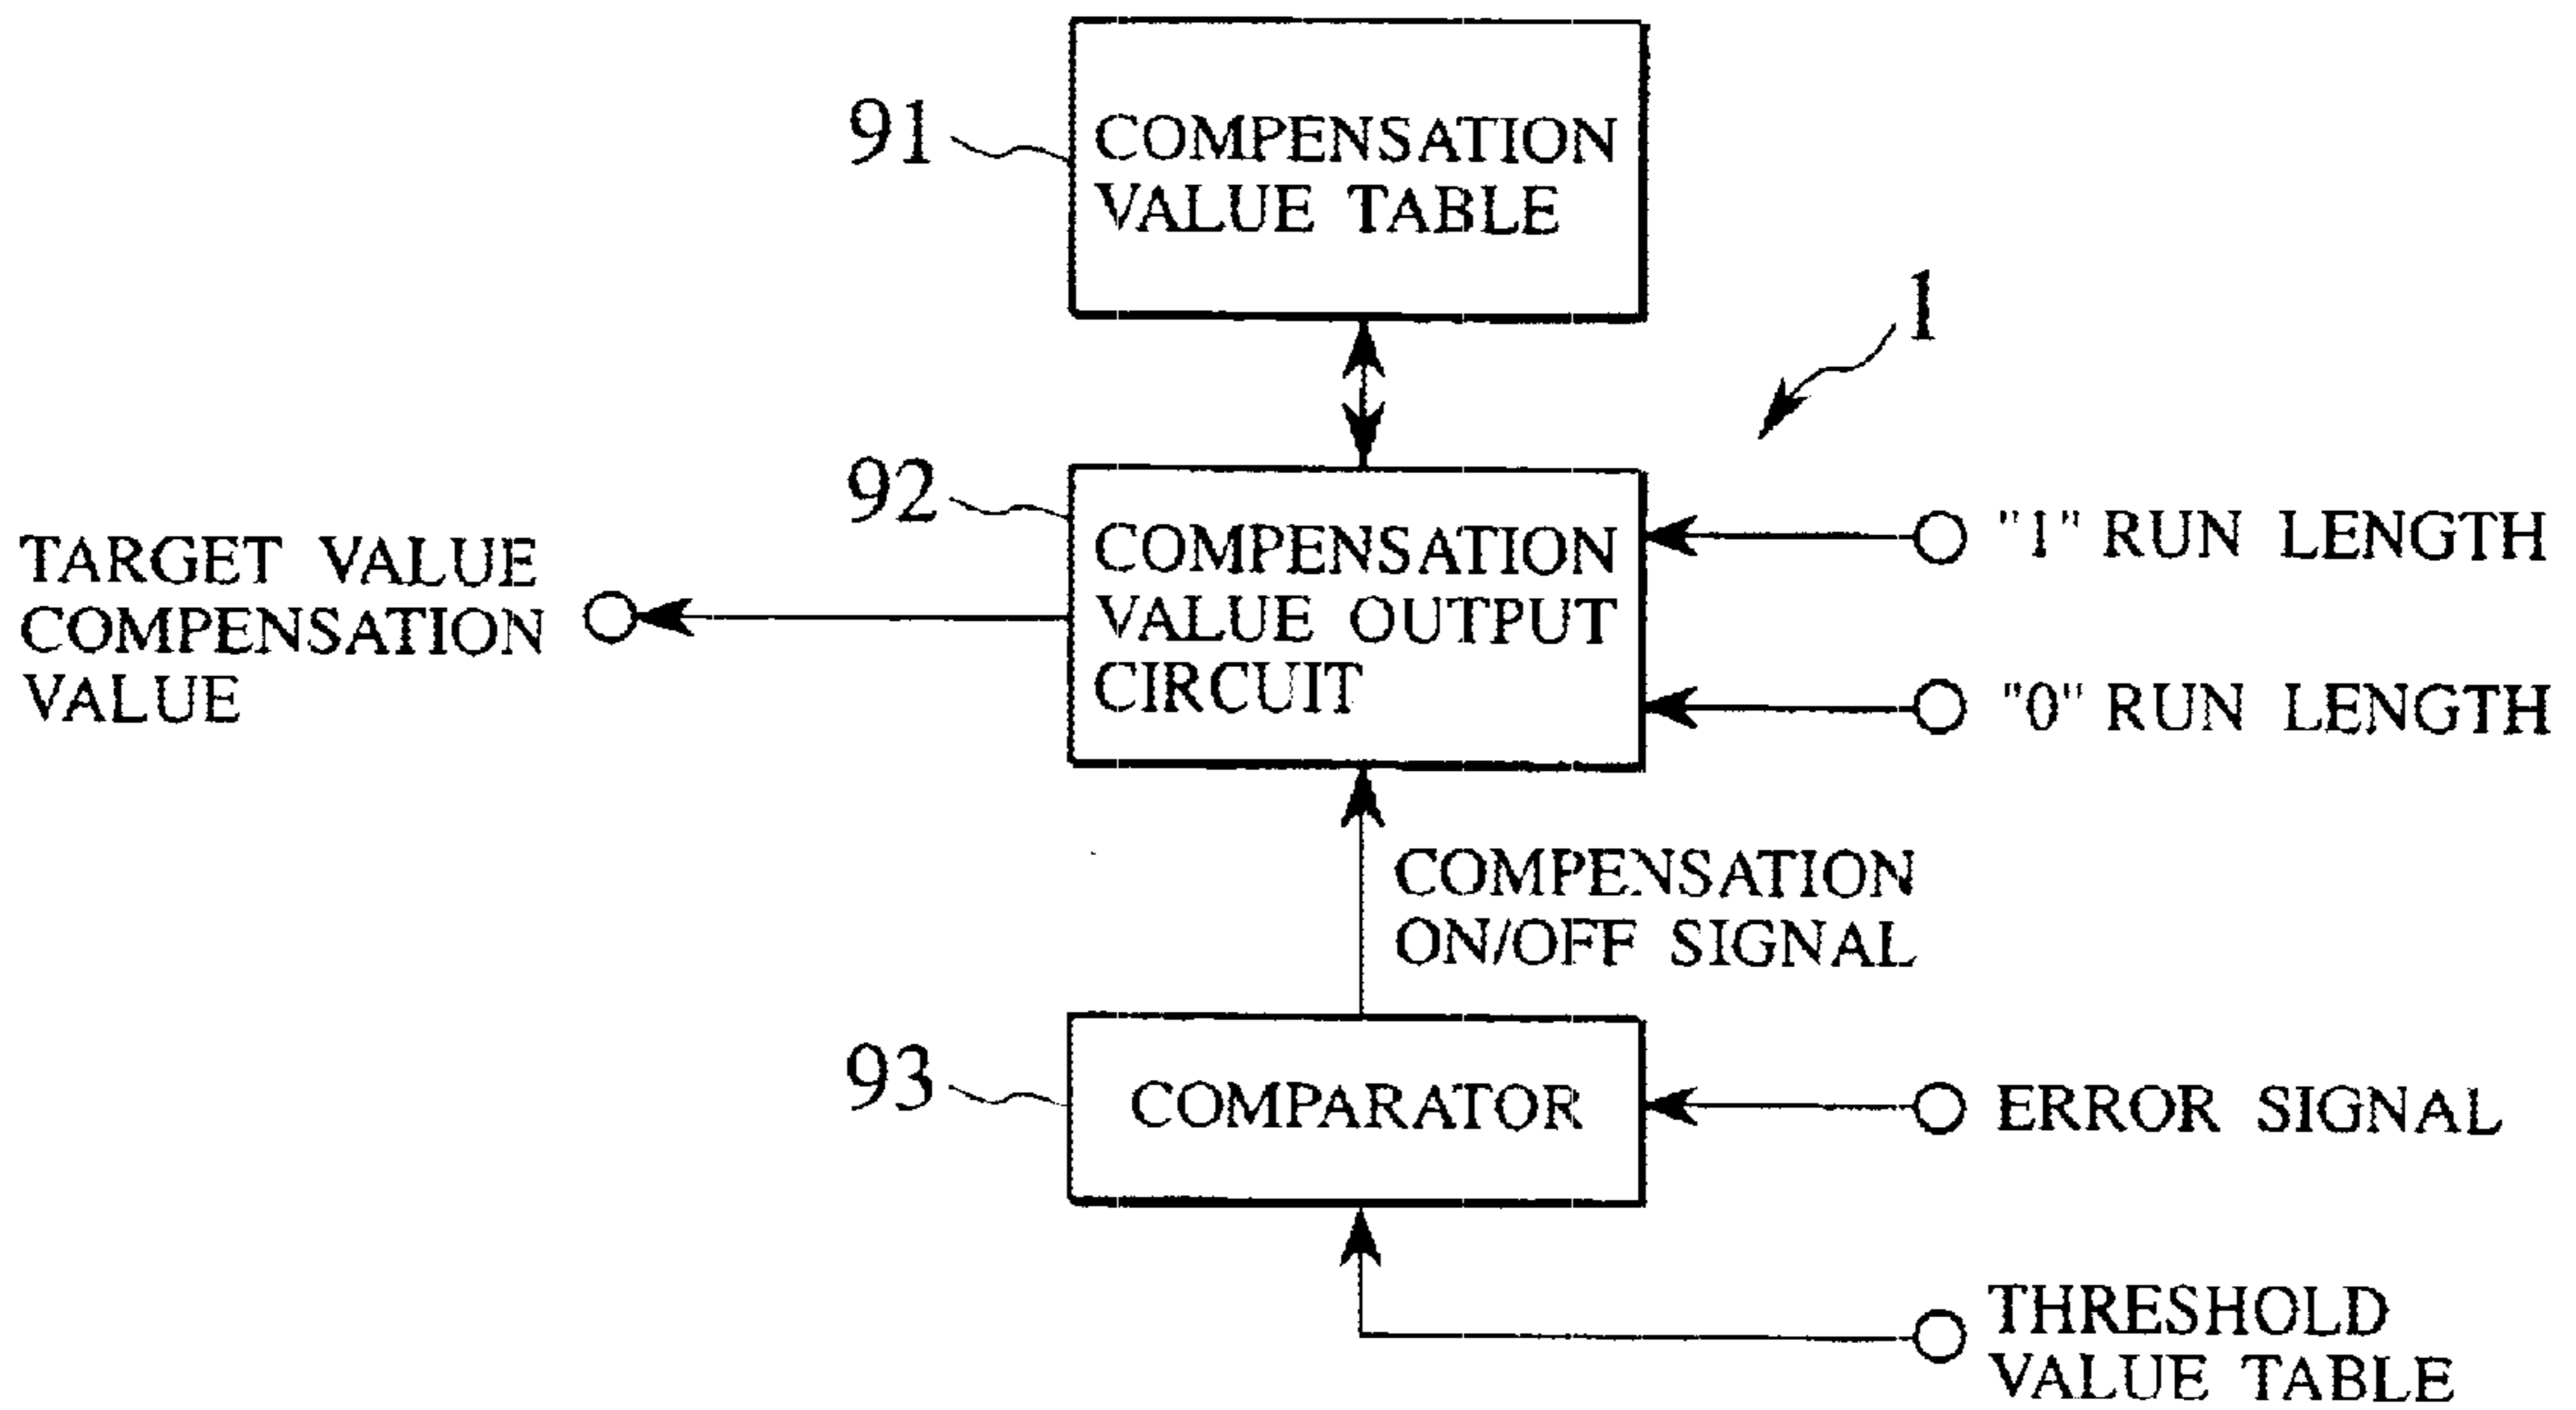 91
COMPENSATION
VALUE TABLE
1
92
TARGET VALUE
COMPENSATION
VALUE
COMPENSATION
VALUE OUTPUT
CIRCUIT
"1" RUN LENGTH
"0" RUN LENGTH
COMPENSATION
ON/OFF SIGNAL
93
COMPARATOR
ERROR SIGNAL
THRESHOLD
VALUE TABLE